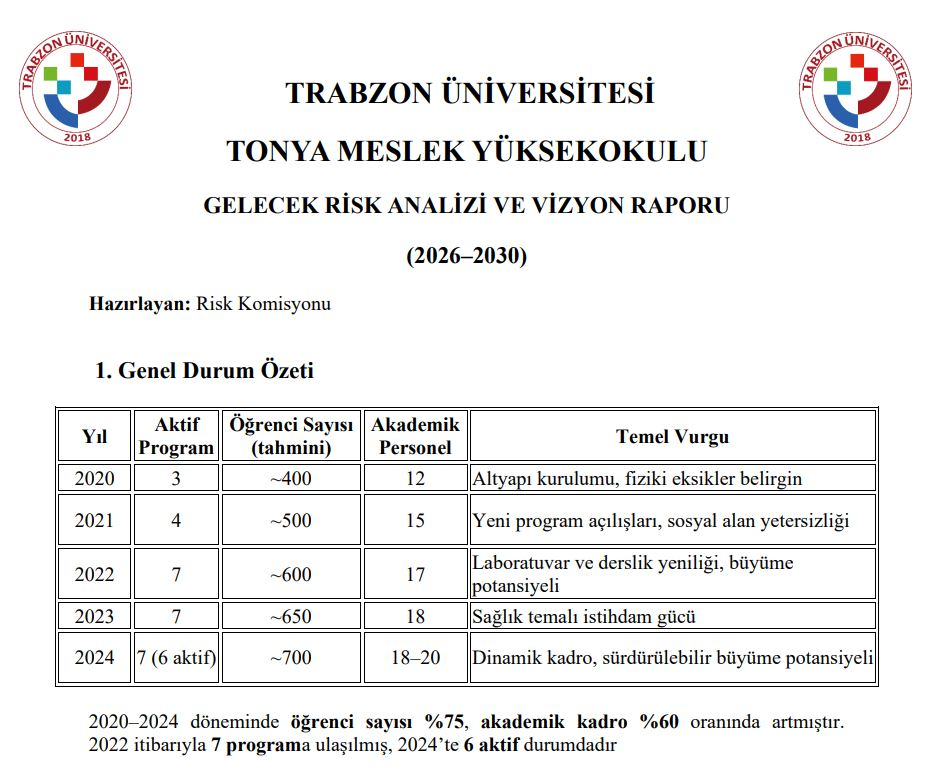 TRABZON ÜNİVERSİTESİ
2018
TRABZON ÜNİVERSİTESİ
2018
TRABZON ÜNİVERSİTESİ
TONYA MESLEK YÜKSEKOKULU
GELECEK RİSK ANALİZİ VE VİZYON RAPORU
(2026–2030)
Hazırlayan: Risk Komisyonu
1. Genel Durum Özeti
Yıl Aktif Program Öğrenci Sayısı (tahmini) Akademik Personel Temel Vurgu
2020 3 ~400 12 Altyapı kurulumu, fiziki eksikler belirgin
2021 4 ~500 15 Yeni program açılışları, sosyal alan yetersizliği
2022 7 ~600 17 Laboratuvar ve derslik yeniliği, büyüme potansiyeli
2023 7 ~650 18 Sağlık temalı istihdam gücü
2024 7 (6 aktif) ~700 18–20 Dinamik kadro, sürdürülebilir büyüme potansiyeli
2020–2024 döneminde öğrenci sayısı %75, akademik kadro %60 oranında artmıştır.
2022 itibarıyla 7 programa ulaşılmış, 2024’te 6 aktif durumdadır